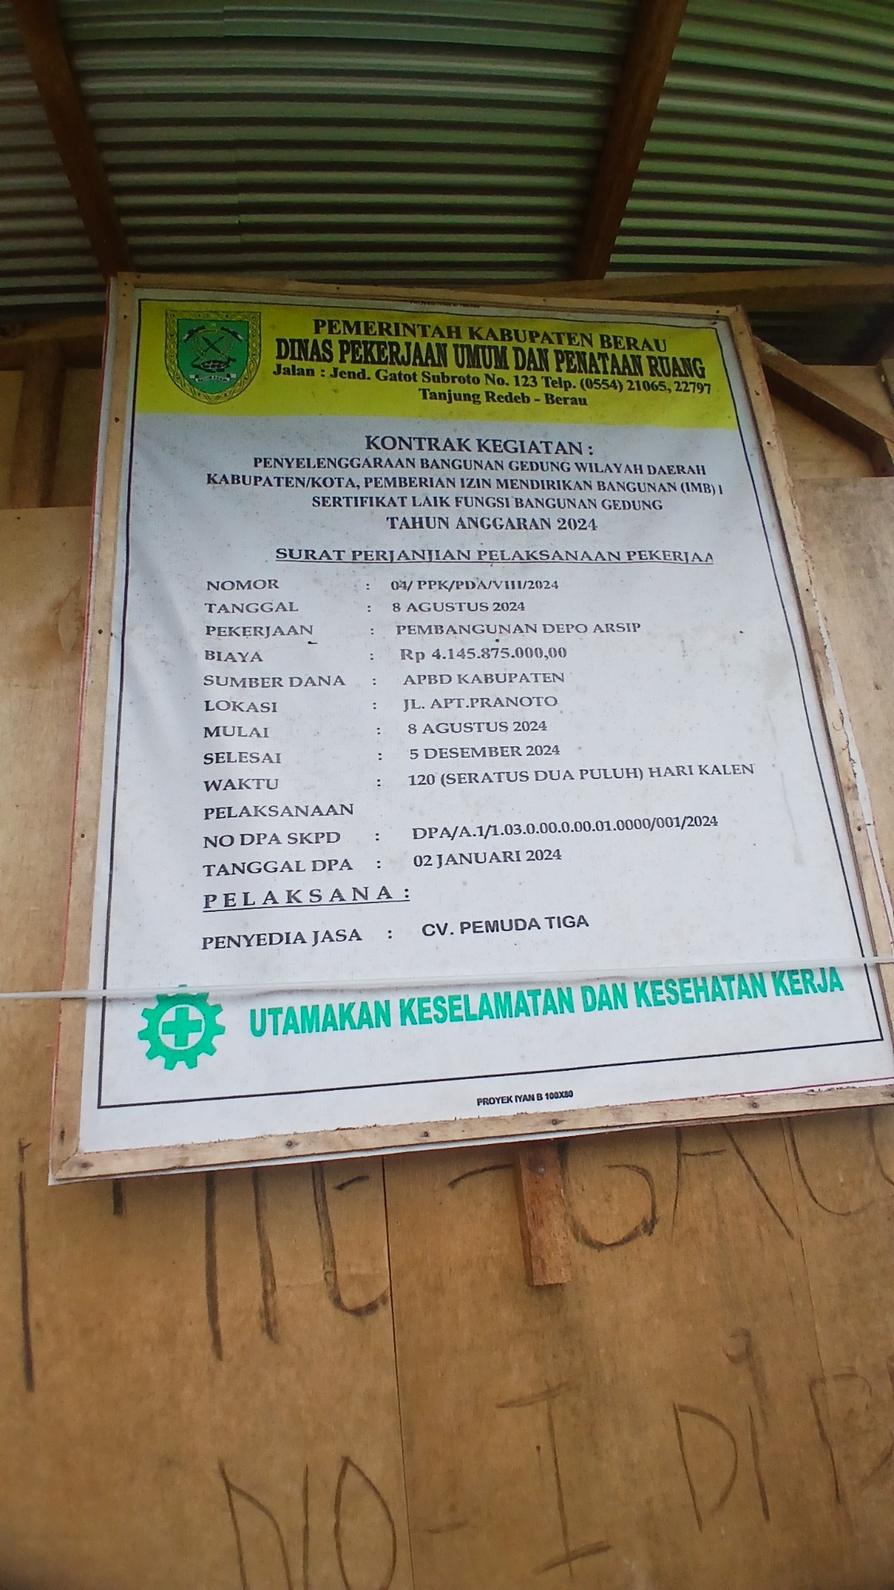 PEMERINTAH KABUPATEN BERAU
DINAS PEKERJAAN UMUM DAN PENATAAN RUANG
Jalan : Jend. Gatot Subroto No. 123 Telp. (0554) 21065, 22797
Tanjung Redeb - Berau
KONTRAK KEGIATAN :
PENYELENGGARAAN BANGUNAN GEDUNG WILAYAH DAERAH
KABUPATEN/KOTA, PEMBERIAN IZIN MENDIRIKAN BANGUNAN (IMB)
SERTIFIKAT LAIK FUNGSI BANGUNAN GEDUNG
TAHUN ANGGARAN 2024
SURAT PERJANJIAN PELAKSANAAN PEKERJAA
NOMOR : 04/ PPK/PDA/VIII/2024
TANGGAL : 8 AGUSTUS 2024
PEKERJAAN : PEMBANGUNAN DEPO ARSIP
BIAYA : Rp 4.145.875.000,00
SUMBER DANA : APBD KABUPATEN
LOKASI : JL. APT.PRANOTO
MULAI : 8 AGUSTUS 2024
SELESAI : 5 DESEMBER 2024
WAKTU : 120 (SERATUS DUA PULUH) HARI KALEN
PELAKSANAAN
NO DPA SKPD : DPA/A.1/1.03.0.00.0.00.01.0000/001/2024
TANGGAL DPA : 02 JANUARI 2024
PELAKSANA :
PENYEDIA JASA : CV. PEMUDA TIGA
UTAMAKAN KESELAMATAN DAN KESEHATAN KERJA
PROYEK IYAN B 100X80
NO - I DI